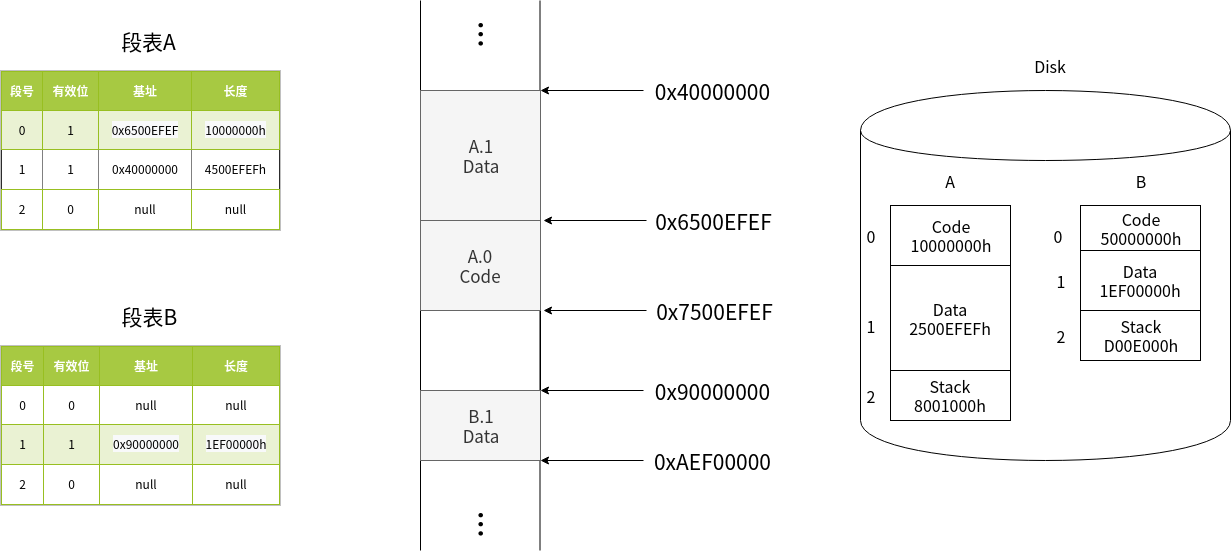 段表A
段号 有效位 基址 长度
0 1 0x6500EFEF 10000000h
1 1 0x40000000 4500EFEFh
2 0 null null
段表B
段号 有效位 基址 长度
0 0 null null
1 1 0x90000000 1EF00000h
2 0 null null
0x40000000
A.1
Data
0x6500EFEF
A.0
Code
0x7500EFEF
0x90000000
B.1
Data
0xAEF00000
Disk
A
0
Code
10000000h
1
Data
2500EFEFh
2
Stack
8001000h
B
0
Code
50000000h
1
Data
1EF00000h
2
Stack
D00E000h